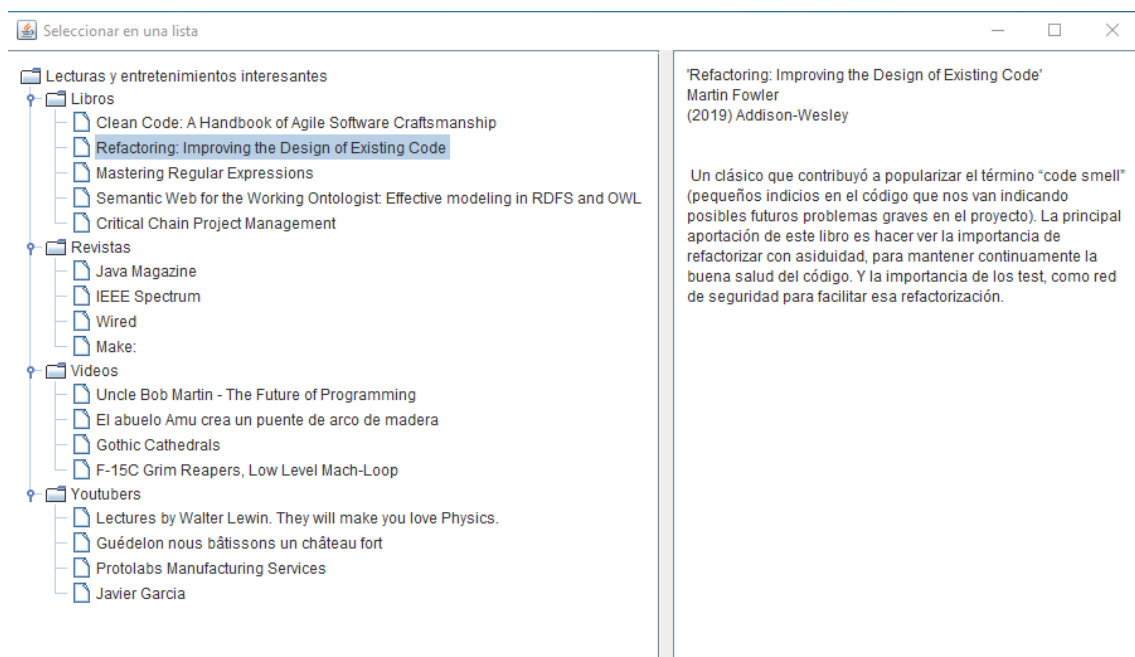 Seleccionar en una lista
Lecturas y entretenimientos interesantes
Libros
Clean Code: A Handbook of Agile Software Craftsmanship
Refactoring: Improving the Design of Existing Code
Mastering Regular Expressions
Semantic Web for the Working Ontologist: Effective modeling in RDFS and OWL
Critical Chain Project Management
Revistas
Java Magazine
IEEE Spectrum
Wired
Make:
Videos
Uncle Bob Martin - The Future of Programming
El abuelo Amu crea un puente de arco de madera
Gothic Cathedrals
F-15C Grim Reapers, Low Level Mach-Loop
Youtubers
Lectures by Walter Lewin. They will make you love Physics.
Guédelon nous bâtissons un château fort
Protolabs Manufacturing Services
Javier Garcia
'Refactoring: Improving the Design of Existing Code'
Martin Fowler
(2019) Addison-Wesley
Un clásico que contribuyó a popularizar el término “code smell”
(pequeños indicios en el código que nos van indicando
posibles futuros problemas graves en el proyecto). La principal
aportación de este libro es hacer ver la importancia de
refactorizar con asiduidad, para mantener continuamente la
buena salud del código. Y la importancia de los test, como red
de seguridad para facilitar esa refactorización.